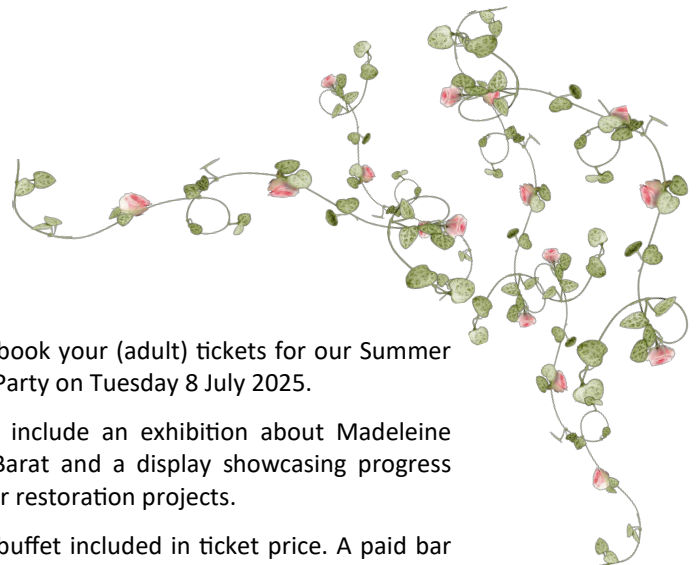 book your (adult) tickets for our Summer
Party on Tuesday 8 July 2025.
include an exhibition about Madeleine
Barat and a display showcasing progress
r restoration projects.
buffet included in ticket price. A paid bar